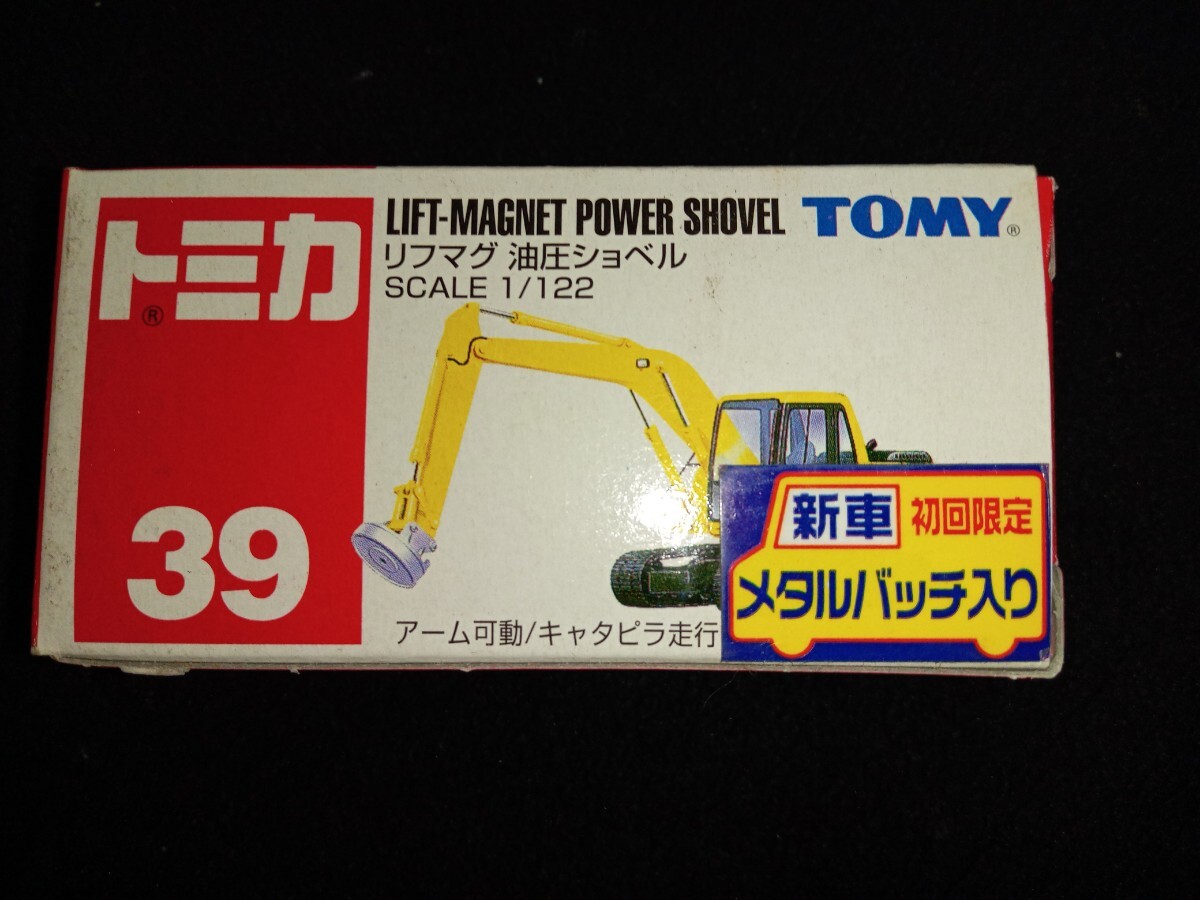 トミカ®
39
LIFT-MAGNET POWER SHOVEL
リフマグ 油圧ショベル
SCALE 1/122
TOMY®
アーム可動/キャタピラ走行
新車 初回限定
メタルバッチ入り